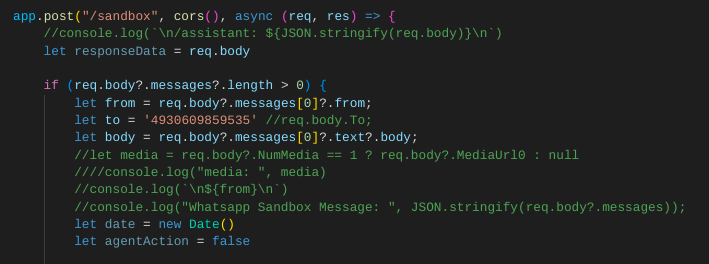 app.post("/sandbox", cors(), async (req, res) => {
    //console.log(`\n/assistant: ${JSON.stringify(req.body)}\n`)
    let responseData = req.body

    if (req.body?.messages?.length > 0) {
        let from = req.body?.messages[0]?.from;
        let to = '4930609859535' //req.body.To;
        let body = req.body?.messages[0]?.text?.body;
        //let media = req.body?.NumMedia == 1 ? req.body?.MediaUrl0 : null
        ////console.log("media: ", media)
        //console.log(`\n${from}\n`)
        //console.log("Whatsapp Sandbox Message: ", JSON.stringify(req.body?.messages));
        let date = new Date()
        let agentAction = false